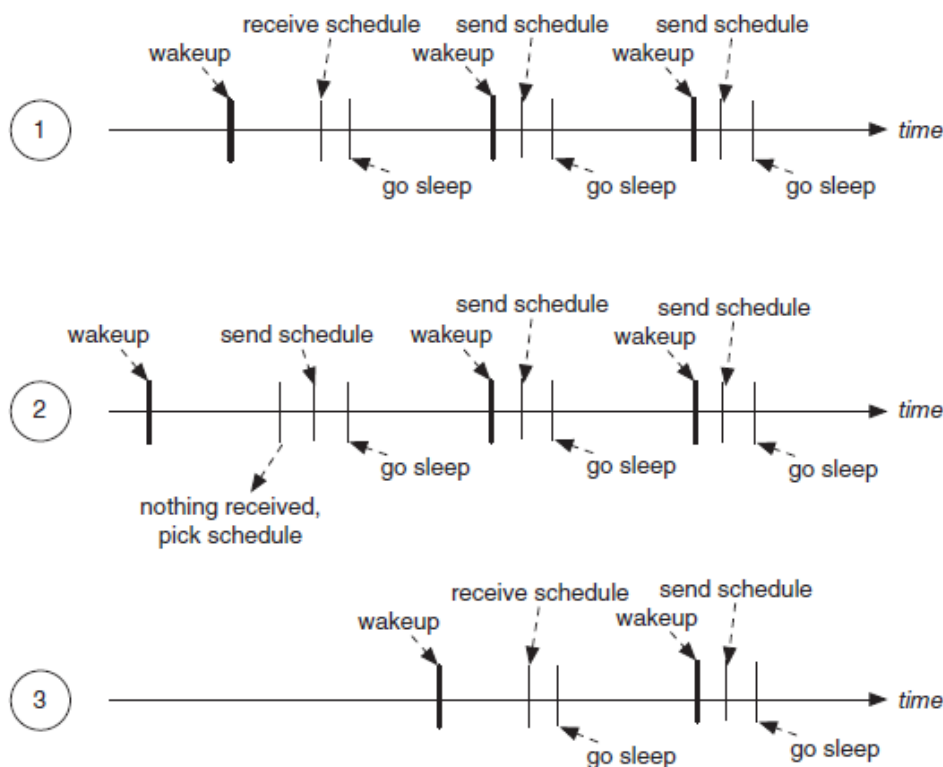 receive schedule
send schedule
send schedule
wakeup
wakeup
wakeup
1
time
go sleep
go sleep
go sleep
send schedule
send schedule
wakeup
send schedule
wakeup
wakeup
2
time
go sleep
go sleep
go sleep
nothing received,
pick schedule
receive schedule
send schedule
wakeup
wakeup
3
time
go sleep
go sleep